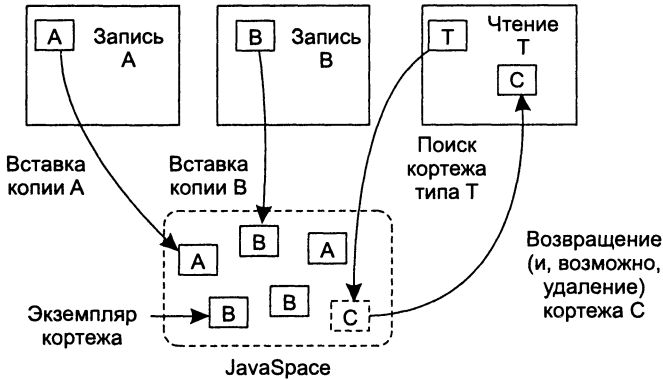 A
Запись
A
B
Запись
B
T
Чтение
T
C
Вставка
копии A
Вставка
копии B
Поиск
кортежа
типа T
Возвращение
(и, возможно,
удаление)
кортежа C
A
B
A
B
B
C
Экземпляр
кортежа
JavaSpace